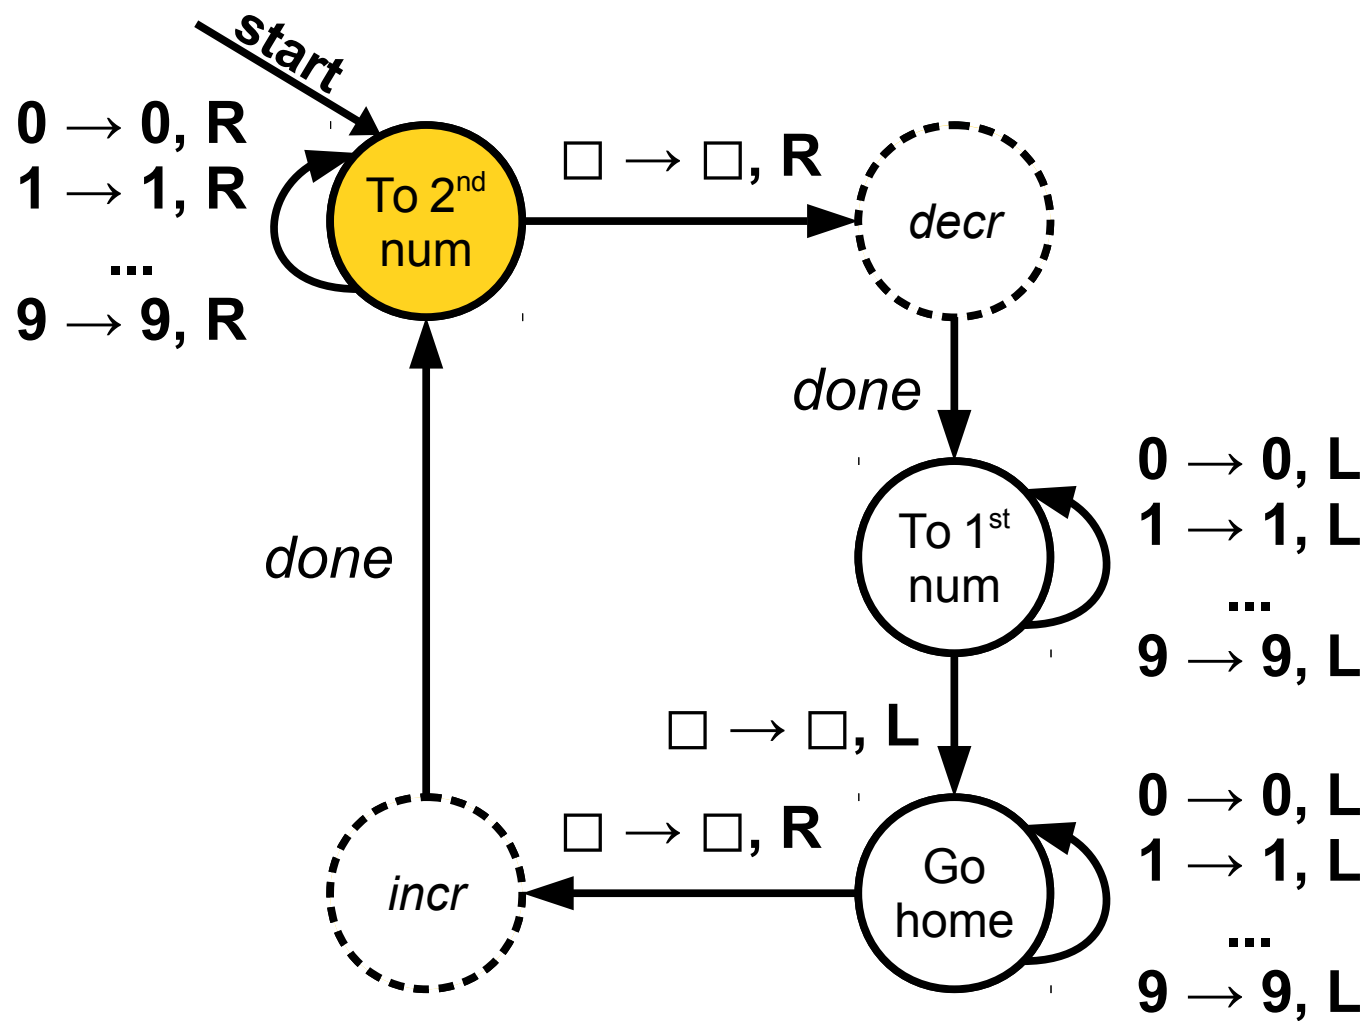 start
0 → 0, R
1 → 1, R
...
9 → 9, R
To 2nd
num
□ → □, R
decr
done
To 1st
num
0 → 0, L
1 → 1, L
...
9 → 9, L
done
□ → □, L
□ → □, R
incr
Go
home
0 → 0, L
1 → 1, L
...
9 → 9, L